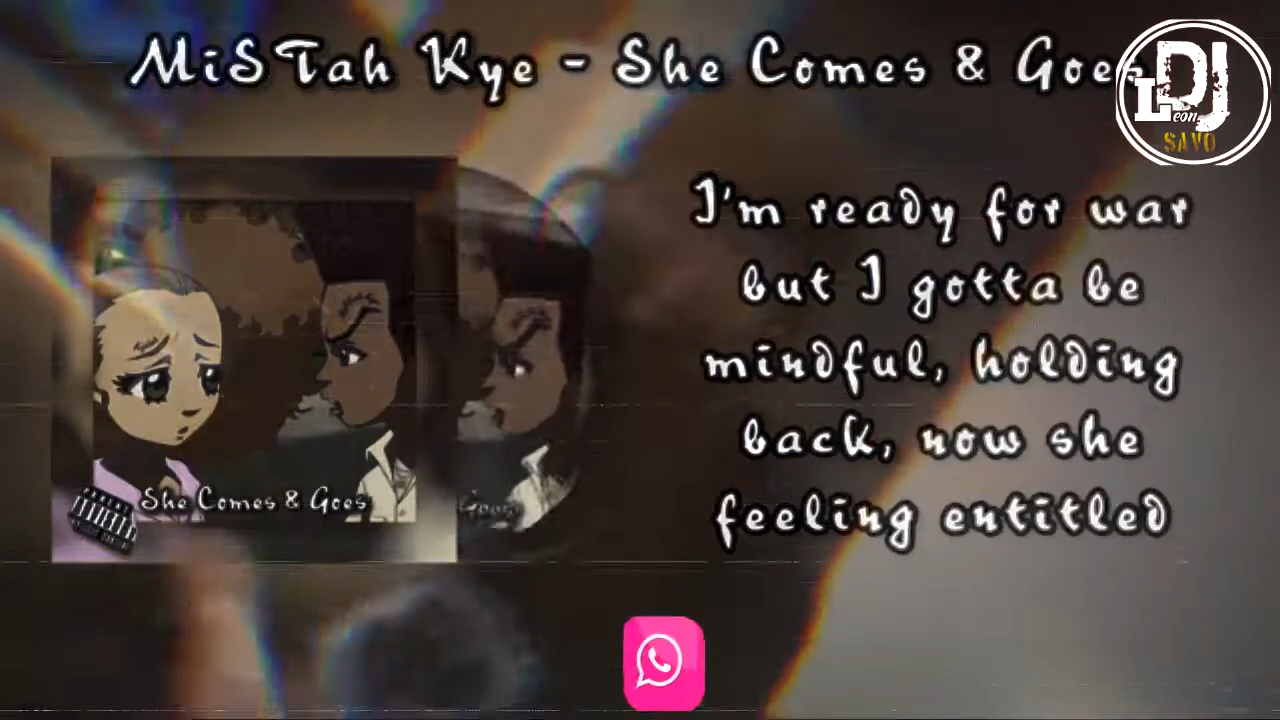 MiSTah Kye - She Comes & Goes
DJ
Leon
SAVO
I'm ready for war
but I gotta be
mindful, holding
back, now she
feeling entitled
She Comes & Goes